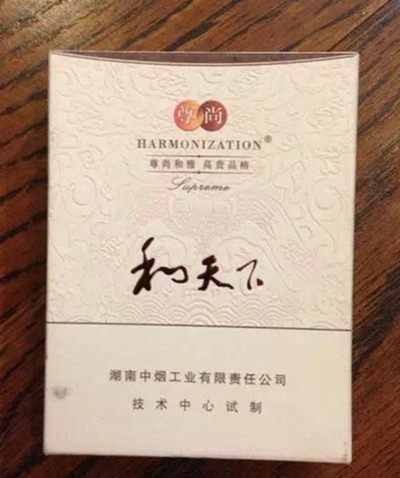 尊尚
HARMONIZATION®
尊尚和雅 高贵品格
Supreme
和天下
湖南中烟工业有限责任公司
技术中心试制